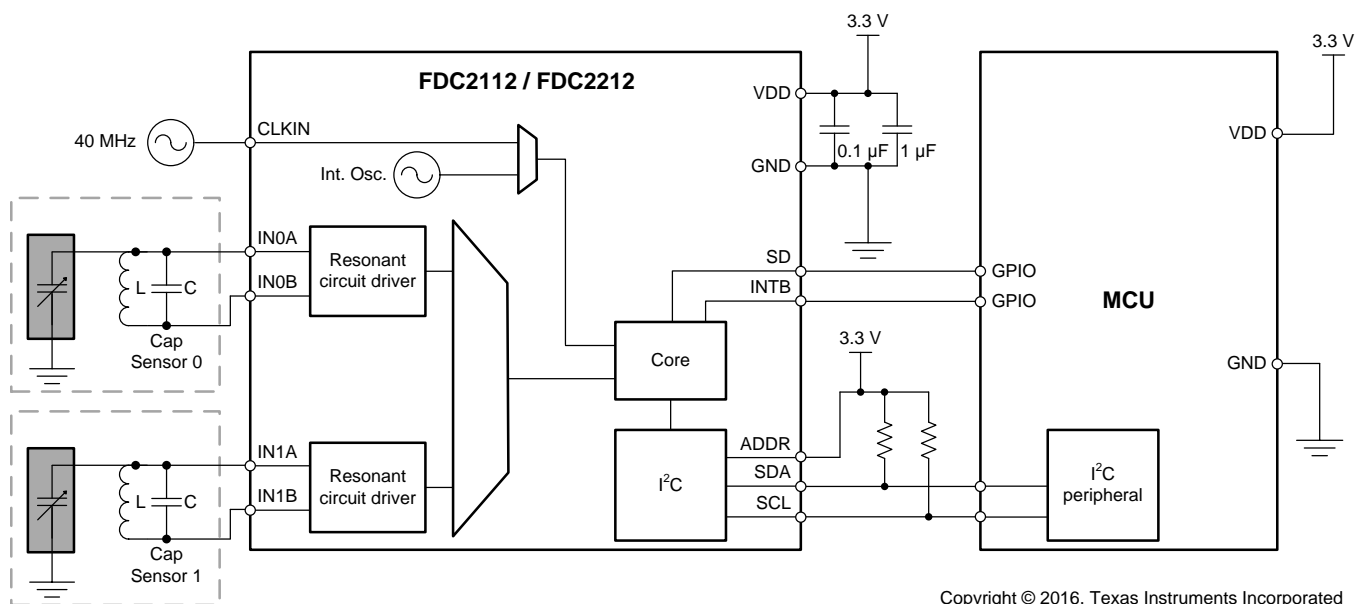 3.3 V
3.3 V
FDC2112 / FDC2212
VDD
CLKIN
40 MHz
VDD
0.1 µF
1 µF
GND
Int. Osc.
IN0A
Resonant
circuit driver
SD
GPIO
L
C
IN0B
INTB
GPIO
MCU
Cap
Sensor 0
Core
3.3 V
GND
IN1A
Resonant
circuit driver
ADDR
L
C
IN1B
I²C
SDA
I²C
peripheral
SCL
Cap
Sensor 1
Copyright © 2016, Texas Instruments Incorporated